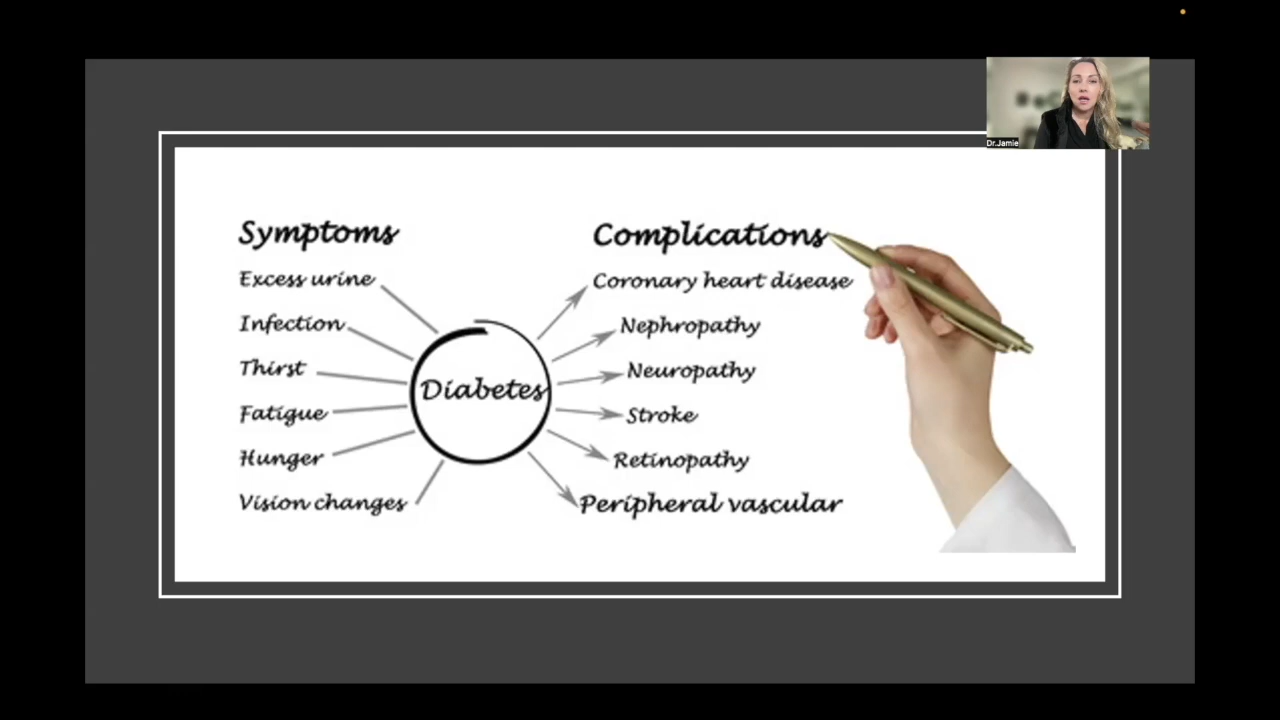 Dr.Jamie
Symptoms
Excess urine
Infection
Thirst
Fatigue
Hunger
Vision changes
Diabetes
Complications
Coronary heart disease
Nephropathy
Neuropathy
Stroke
Retinopathy
Peripheral vascular